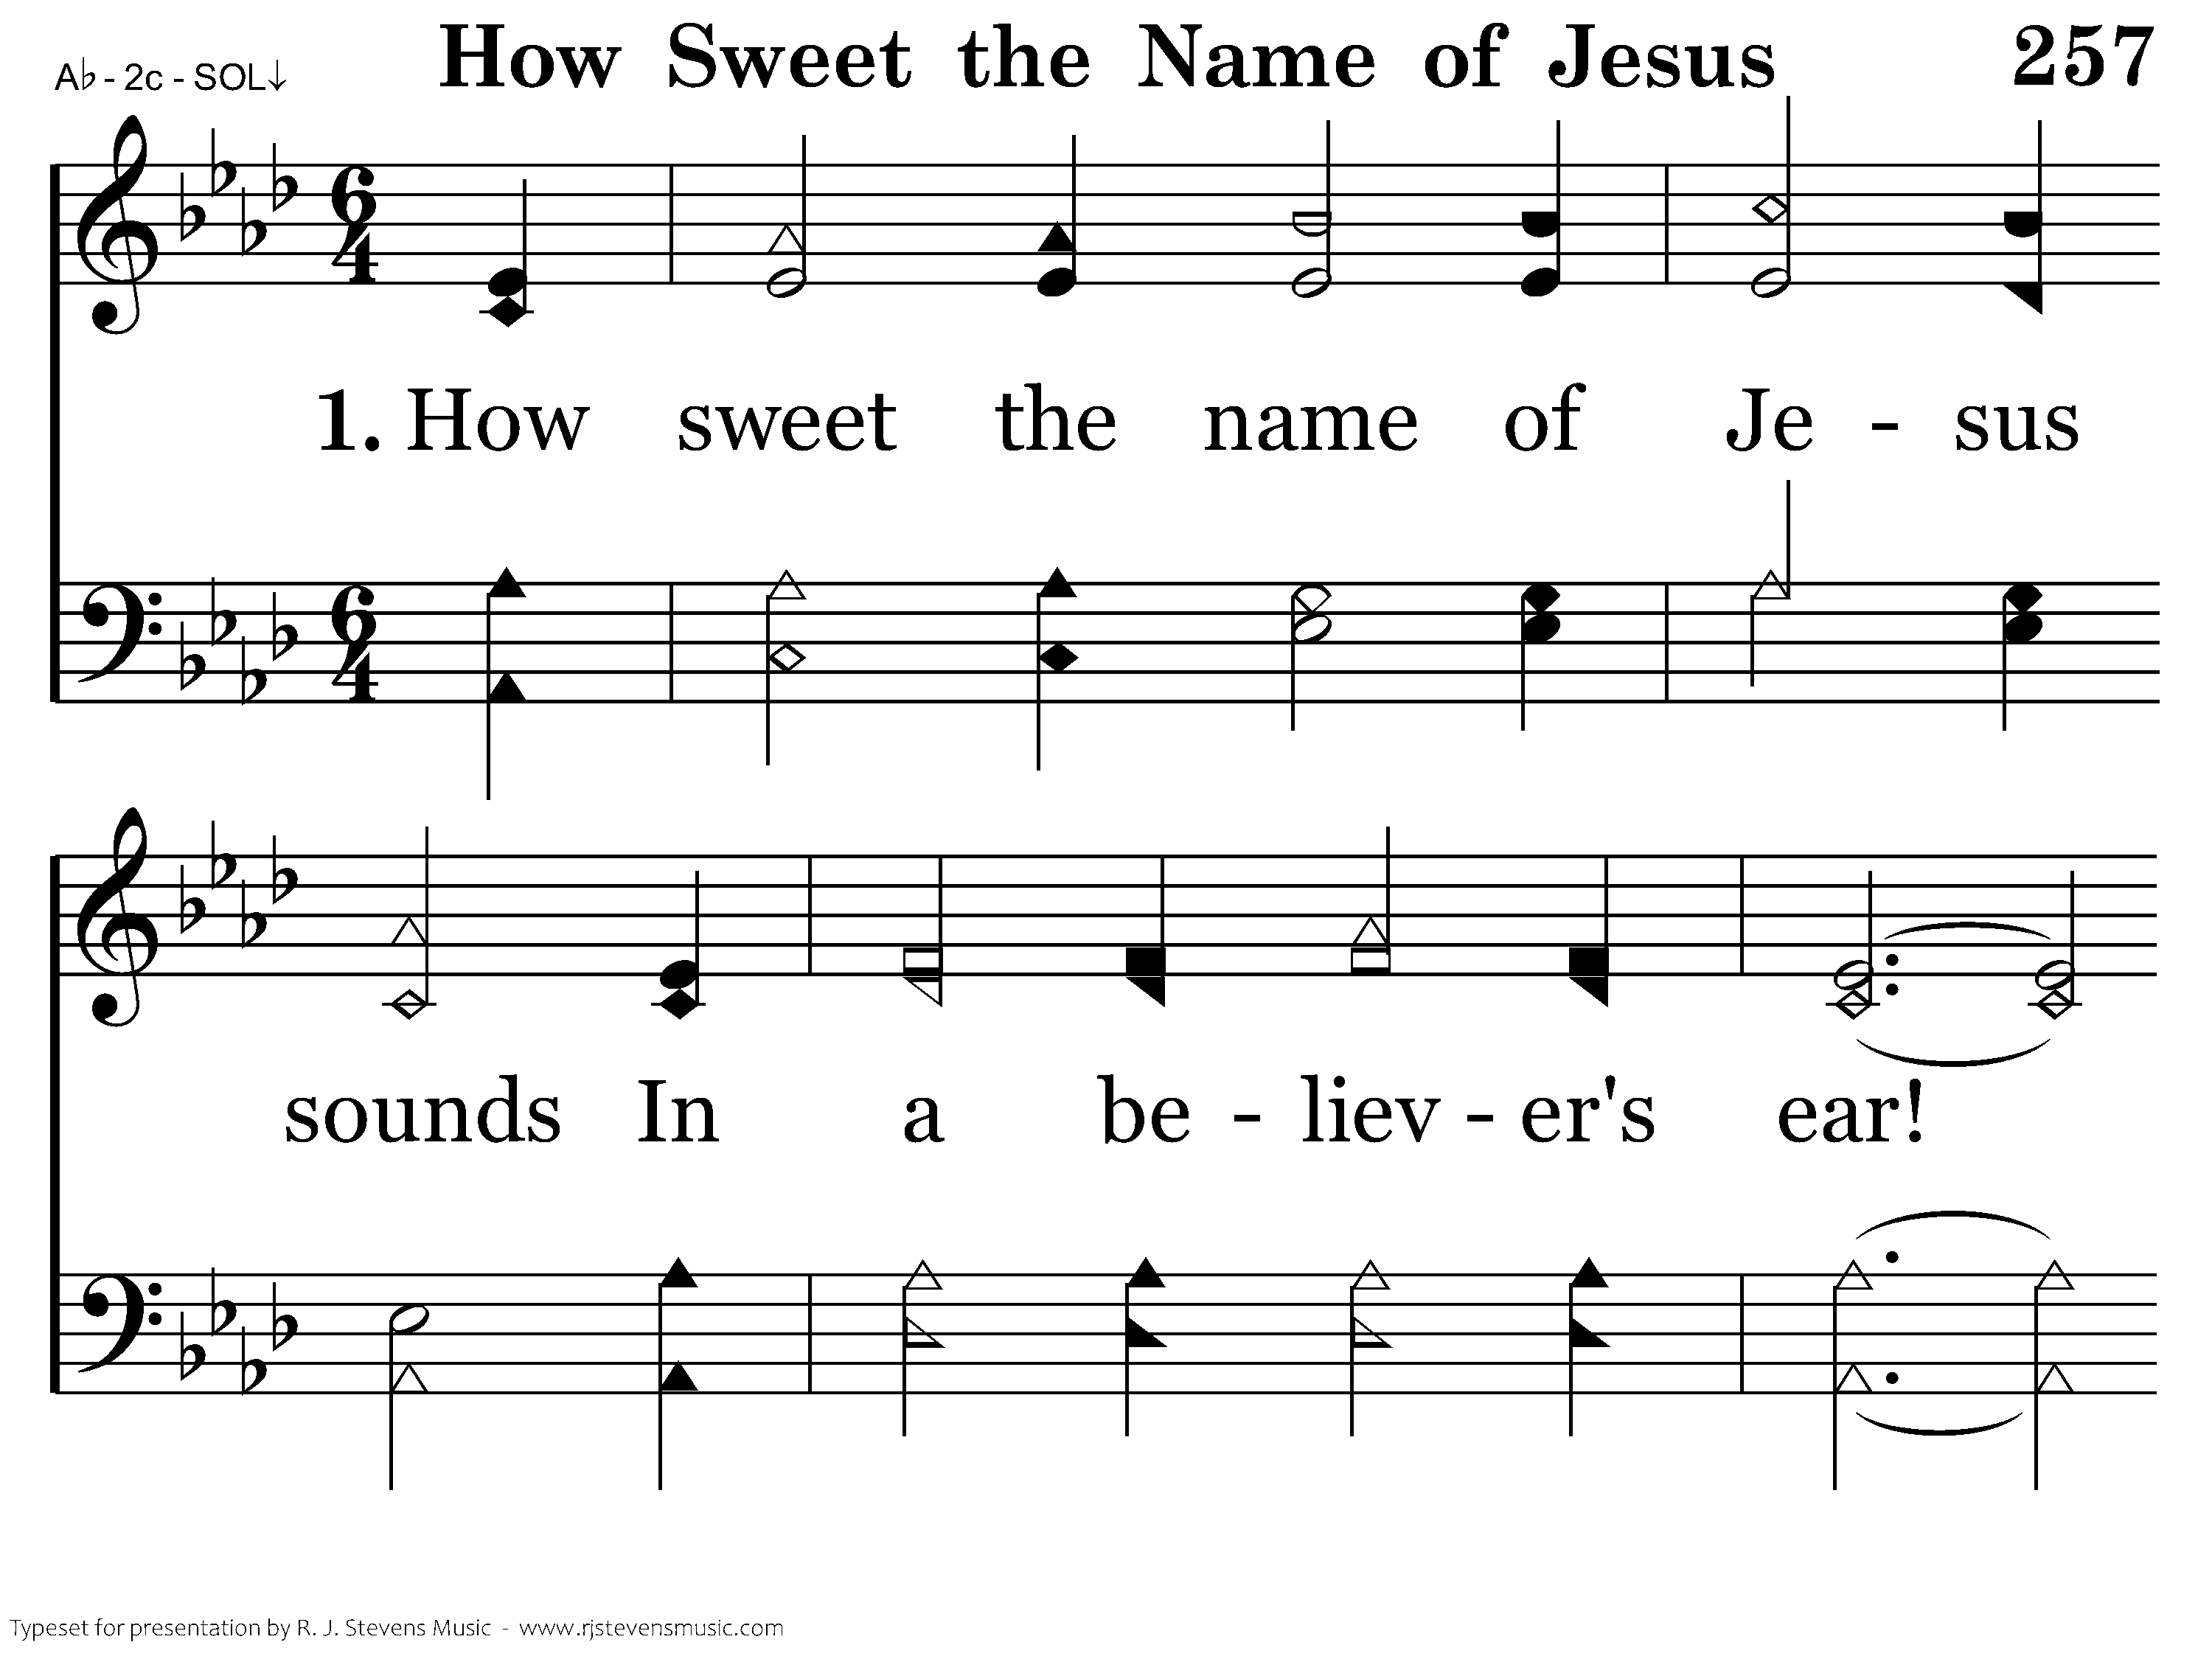 A♭ - 2c - SOL↓ How Sweet the Name of Jesus 257
1. How sweet the name of Je - sus
sounds In a be - liev - er's ear!
Typeset for presentation by R. J. Stevens Music - www.rjstevensmusic.com